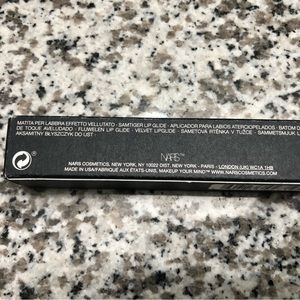 MATITA PER LABBRA EFFETTO VELLUTATO · SAMTIGER LIP GLIDE · APLICADOR PARA LABIOS ATERCIOPELADOS · BATOM D
DE TOQUE AVELUDADO · FLUWELEN LIP GLIDE · VELVET LIPGLIDE · SAMETOVÁ RTĚNKA V TUŽCE · SAMMETSMJUK L
AKSAMITNY BŁYSZCZYK DO UST
NARS
NARS COSMETICS, NEW YORK, NY 10022 DIST. NEW YORK - PARIS - LONDON (UK) WC1A 1HB
MADE IN USA/FABRIQUÉ AUX ÉTATS-UNIS. MAKEUP YOUR MIND™ WWW.NARSCOSMETICS.COM